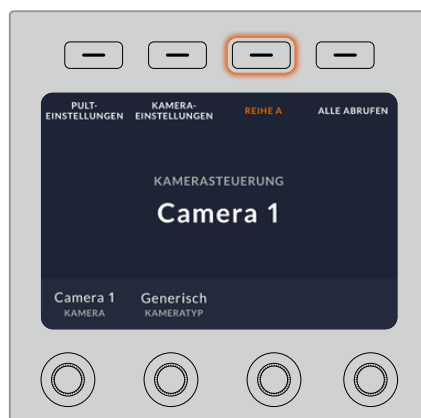 PULT-
EINSTELLUNGEN
KAMERA-
EINSTELLUNGEN
REIHE A
ALLE ABRUFEN
KAMERASTEUERUNG
Camera 1
Camera 1
KAMERA
Generisch
KAMERATYP